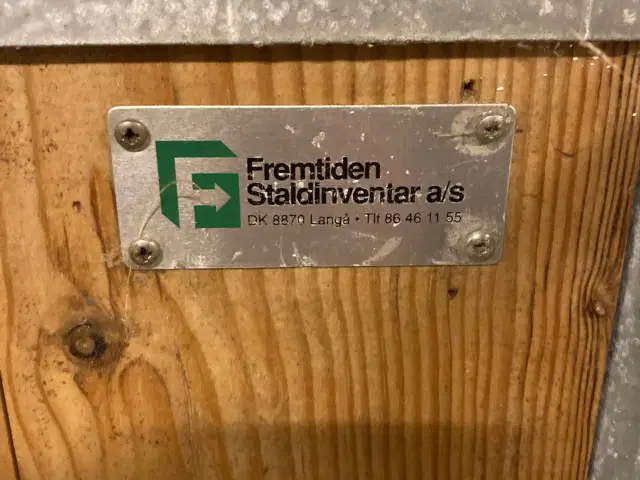 Fremtiden
Staldinventar a/s
DK 8870 Langå • Tlf 86 46 11 55